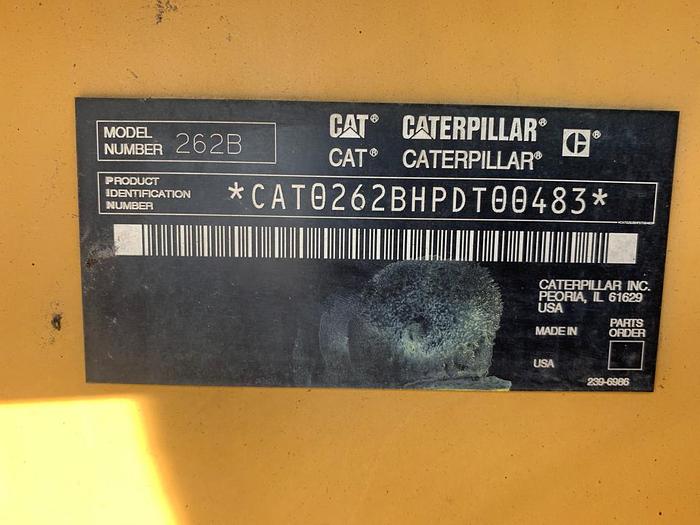 MODEL
NUMBER 262B
CAT® CATERPILLAR® C®
CAT® CATERPILLAR®
PRODUCT
IDENTIFICATION
NUMBER
*CAT0262BHPDT00483*
CATERPILLAR INC.
PEORIA, IL 61629
USA
MADE IN
USA
PARTS
ORDER
239-6986